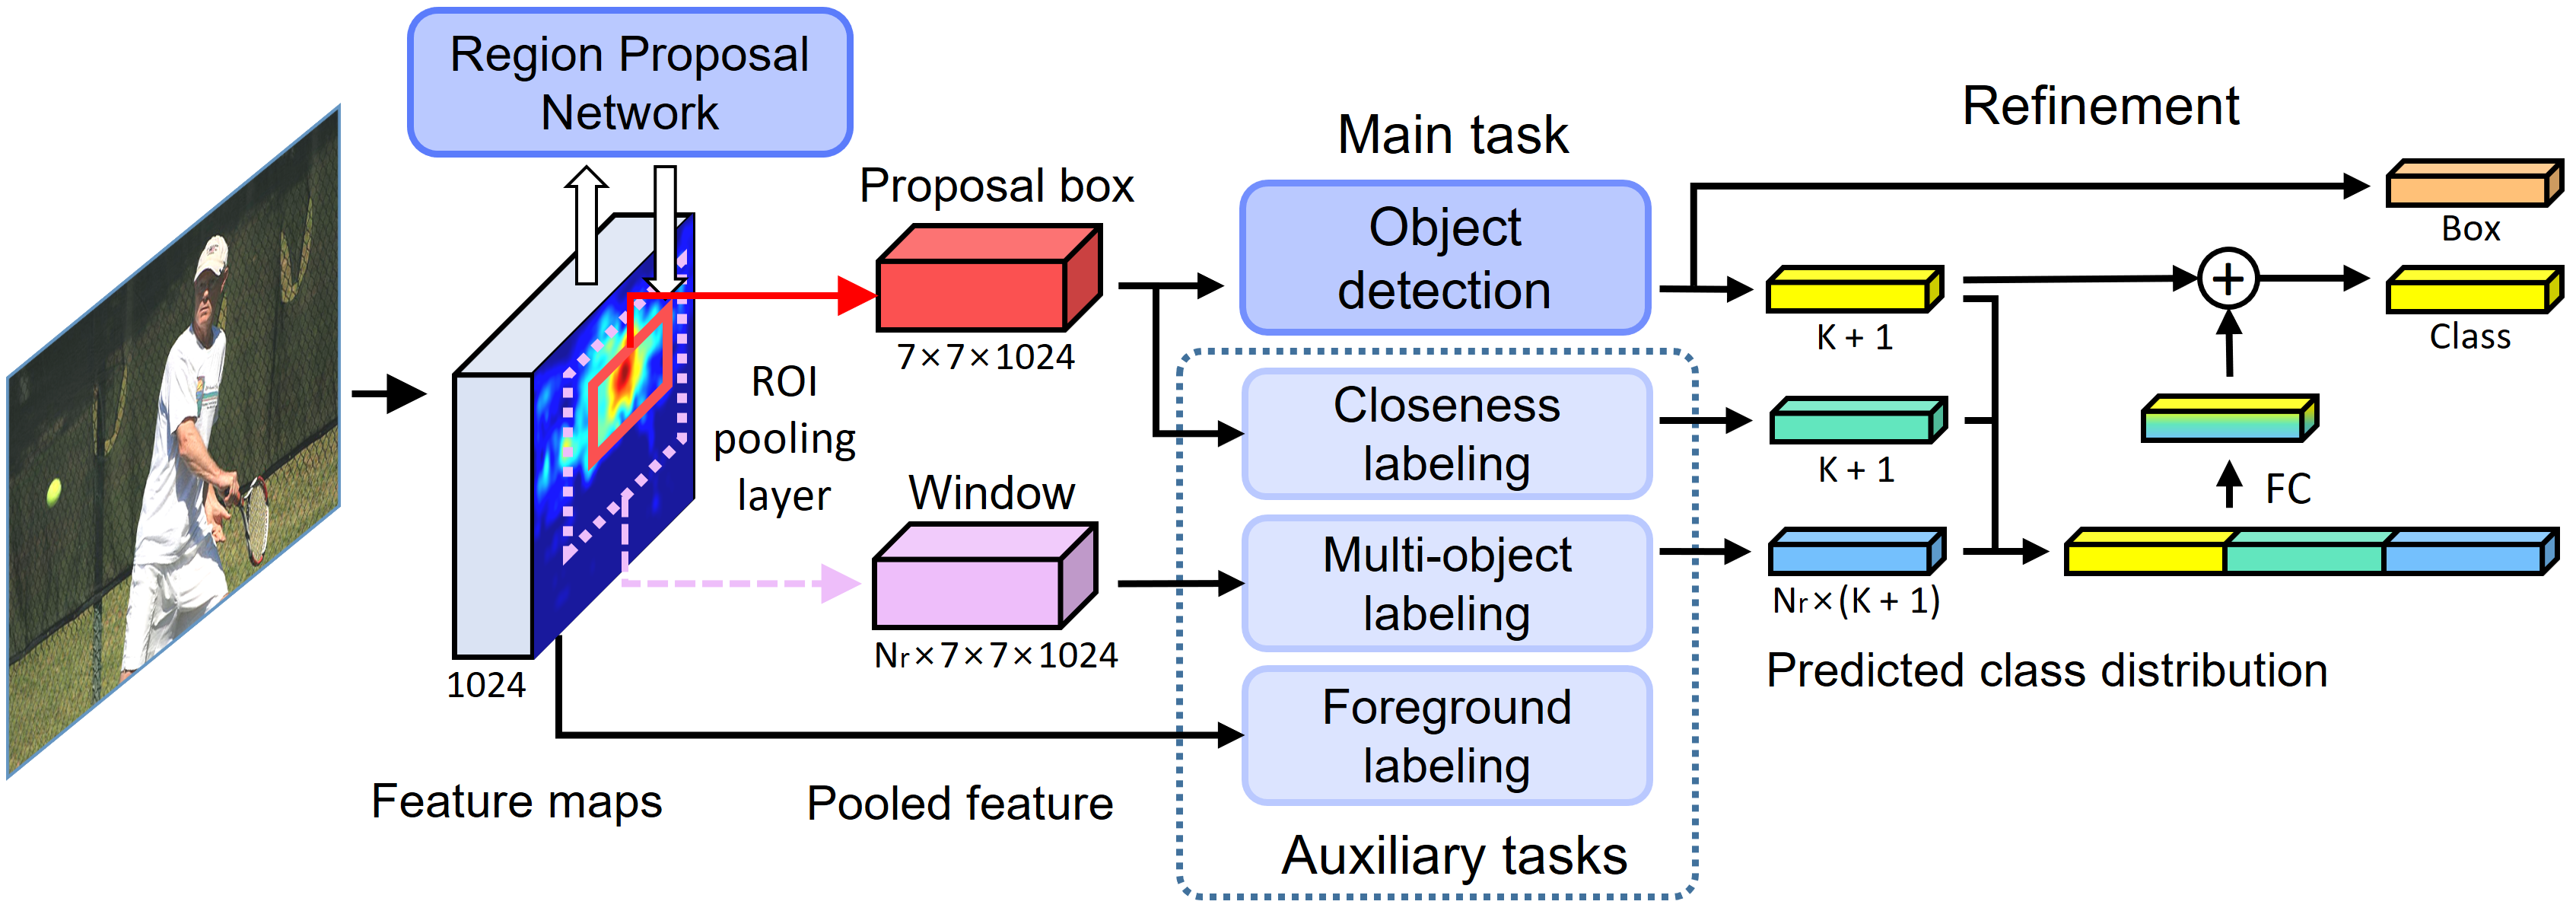 Region Proposal
Network
Proposal box
7×7×1024
ROI
pooling
layer
Window
Nr×7×7×1024
1024
Feature maps
Pooled feature
Main task
Object
detection
Closeness
labeling
Multi-object
labeling
Foreground
labeling
Auxiliary tasks
K + 1
K + 1
Nr×(K + 1)
Predicted class distribution
Refinement
Box
Class
+
FC